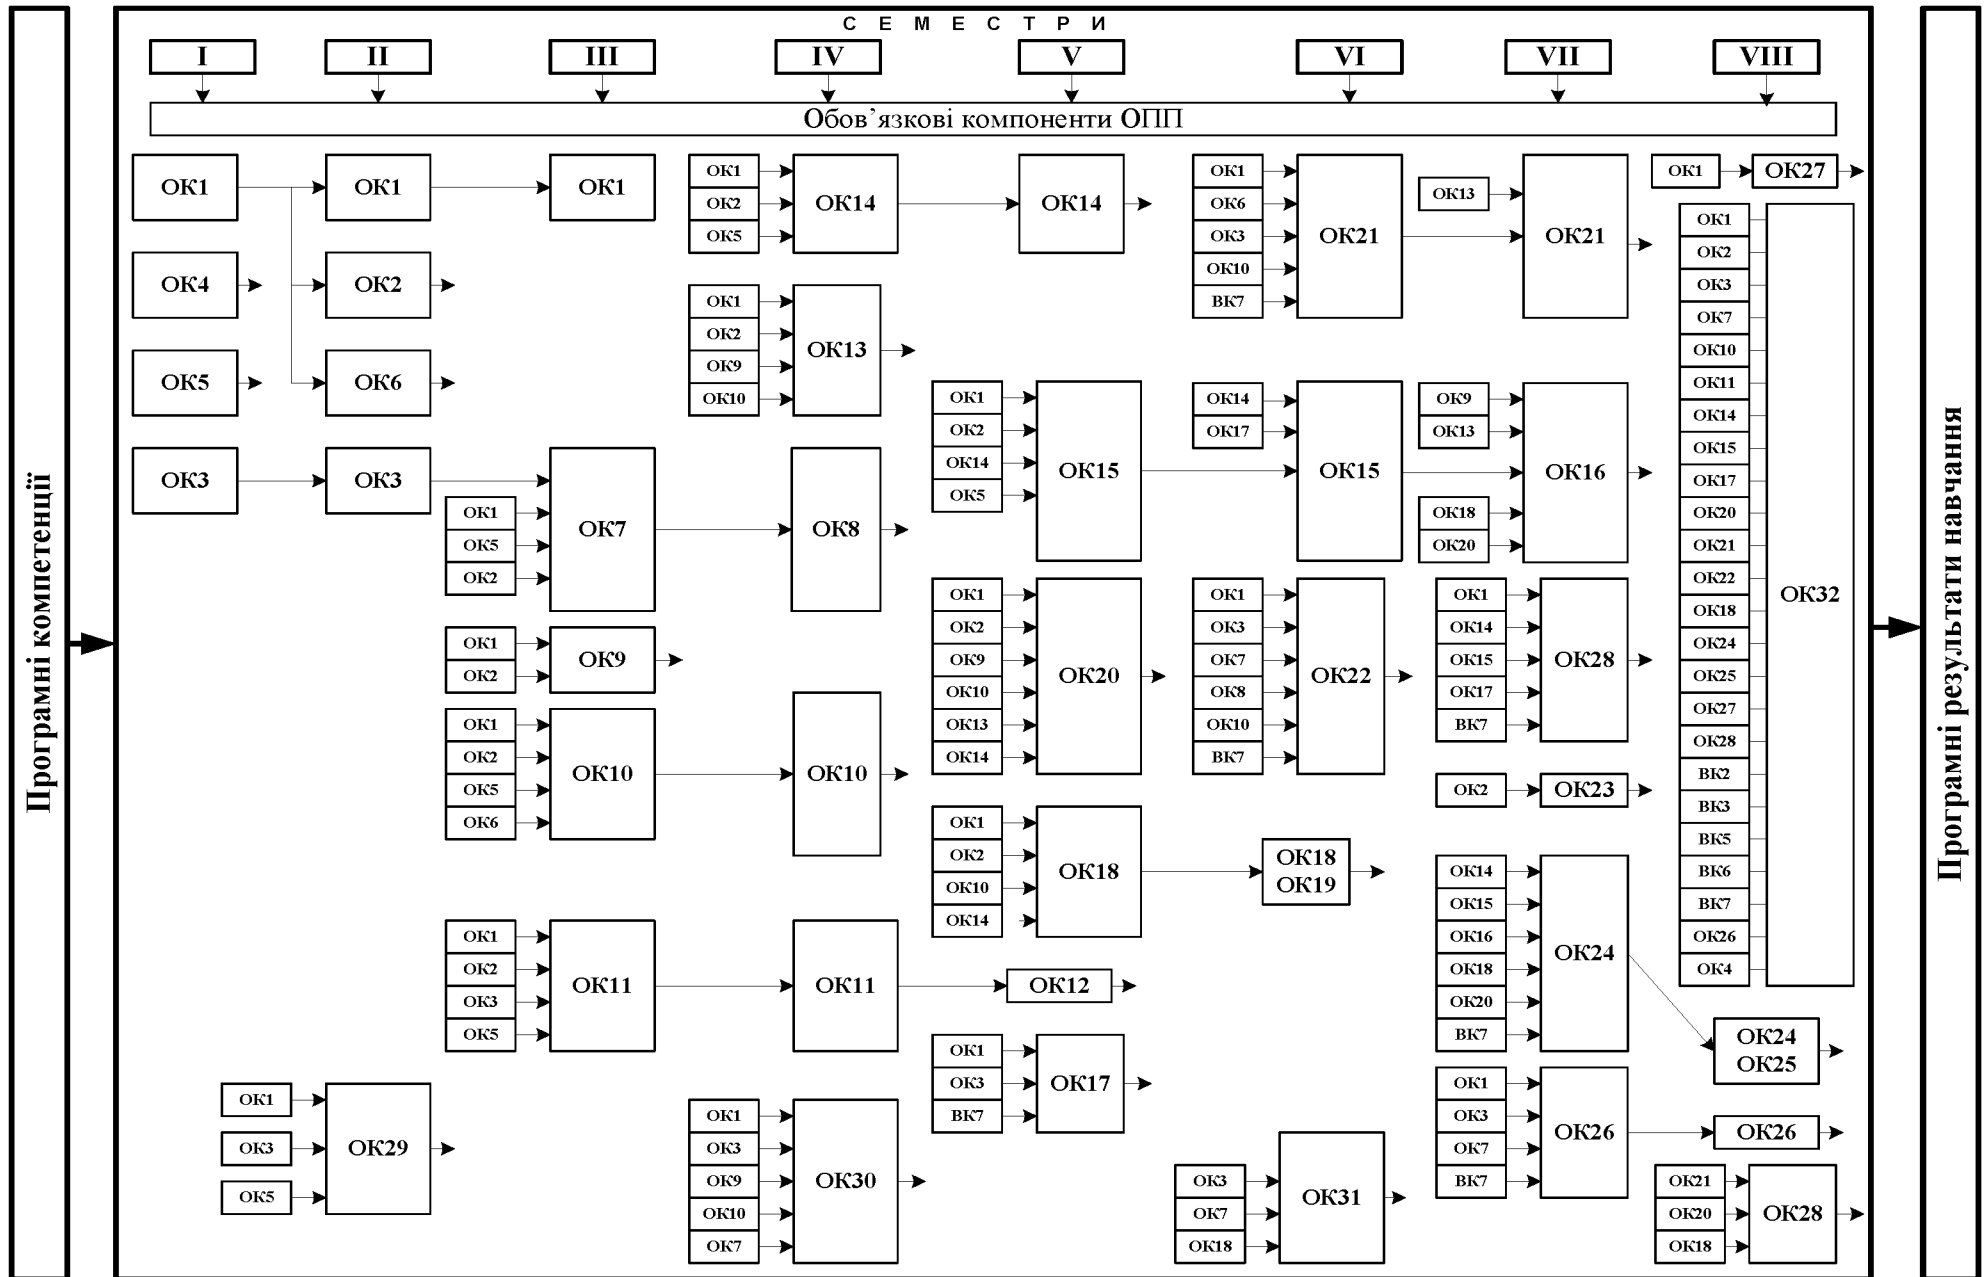 Програмні компетенції
С Е М Е С Т Р И
I
II
III
IV
V
VI
VII
VIII
Обов’язкові компоненти ОПП
ОК1
ОК4
ОК5
ОК3
ОК1
ОК2
ОК6
ОК3
ОК1
ОК3
ОК5
ОК29
ОК1
ОК1
ОК5
ОК2
ОК7
ОК1
ОК2
ОК9
ОК1
ОК2
ОК5
ОК6
ОК10
ОК1
ОК2
ОК3
ОК5
ОК11
ОК1
ОК2
ОК5
ОК14
ОК1
ОК2
ОК9
ОК10
ОК13
ОК8
ОК10
ОК11
ОК1
ОК3
ОК9
ОК10
ОК7
ОК30
ОК14
ОК1
ОК2
ОК14
ОК5
ОК15
ОК1
ОК2
ОК9
ОК10
ОК13
ОК14
ОК20
ОК1
ОК2
ОК10
ОК14
ОК18
ОК12
ОК1
ОК3
ВК7
ОК17
ОК1
ОК6
ОК3
ОК10
ВК7
ОК21
ОК14
ОК17
ОК15
ОК1
ОК3
ОК7
ОК8
ОК10
ВК7
ОК22
ОК18
ОК19
ОК3
ОК7
ОК18
ОК31
ОК13
ОК21
ОК9
ОК13
ОК18
ОК20
ОК16
ОК1
ОК14
ОК15
ОК17
ВК7
ОК28
ОК2
ОК23
ОК14
ОК15
ОК16
ОК18
ОК20
ВК7
ОК24
ОК1
ОК3
ОК7
ВК7
ОК26
ОК1
ОК27
ОК1
ОК2
ОК3
ОК7
ОК10
ОК11
ОК14
ОК15
ОК17
ОК20
ОК21
ОК22
ОК18
ОК24
ОК25
ОК27
ОК28
ВК2
ВК3
ВК5
ВК6
ВК7
ОК26
ОК4
ОК32
ОК24
ОК25
ОК26
ОК21
ОК20
ОК18
ОК28
Програмні результати навчання